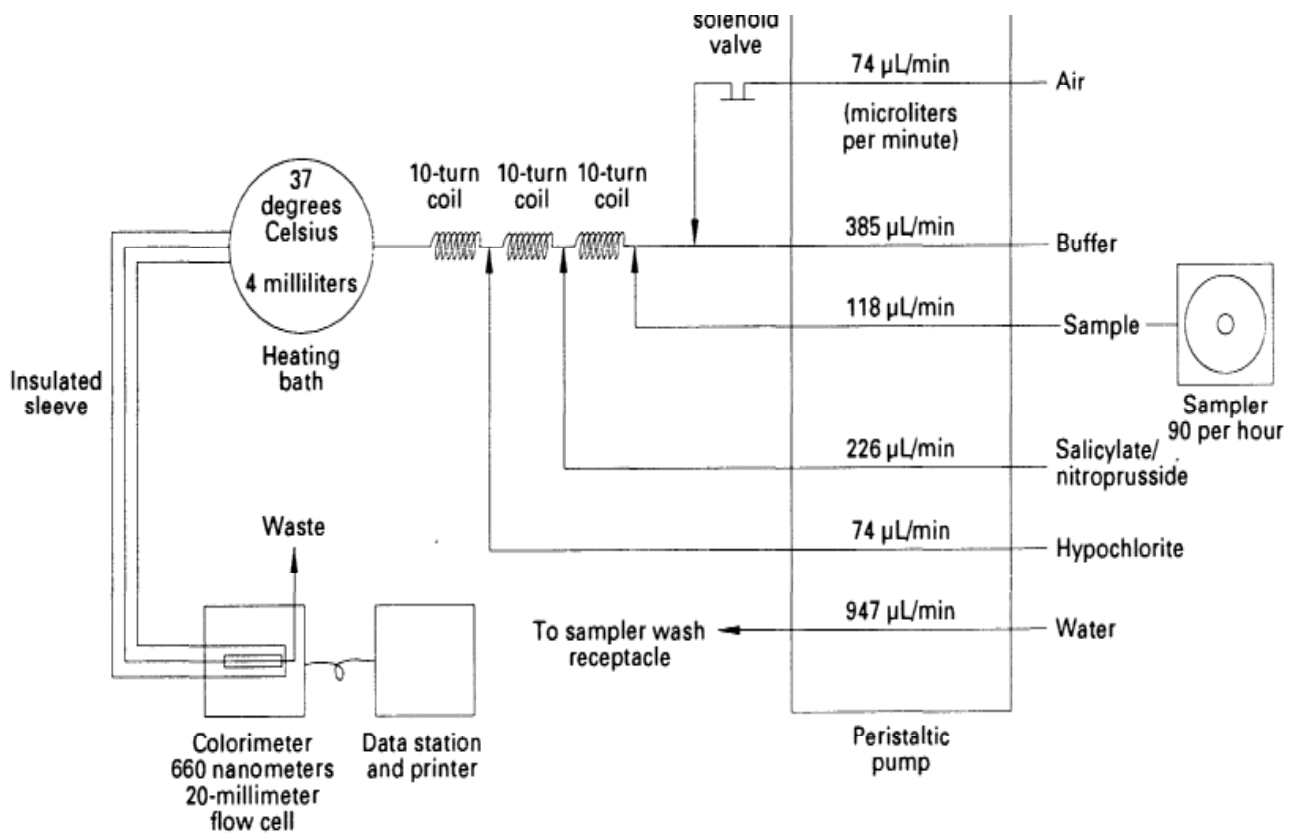 solenoid
valve
74 µL/min
Air
(microliters
per minute)
37
degrees
Celsius
4 milliliters
10-turn
coil
10-turn
coil
10-turn
coil
385 µL/min
Buffer
118 µL/min
Sample
Heating
bath
Insulated
sleeve
Sampler
90 per hour
226 µL/min
Salicylate/
nitroprusside
Waste
74 µL/min
Hypochlorite
947 µL/min
Water
To sampler wash
receptacle
Colorimeter
660 nanometers
20-millimeter
flow cell
Data station
and printer
Peristaltic
pump